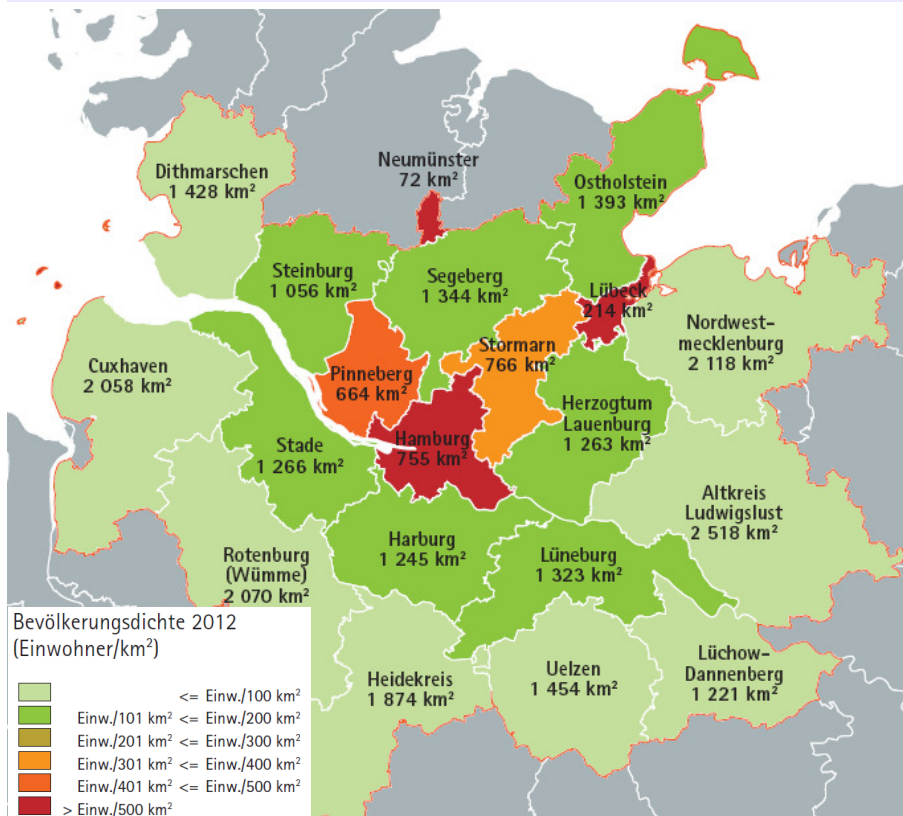 Dithmarschen
1 428 km²
Neumünster
72 km²
Ostholstein
1 393 km²
Steinburg
1 056 km²
Segeberg
1 344 km²
Lübeck
214 km²
Nordwest-
mecklenburg
2 118 km²
Cuxhaven
2 058 km²
Pinneberg
664 km²
Stormarn
766 km²
Herzogtum
Lauenburg
1 263 km²
Stade
1 266 km²
Hamburg
755 km²
Altkreis
Ludwigslust
2 518 km²
Rotenburg
(Wümme)
2 070 km²
Harburg
1 245 km²
Lüneburg
1 323 km²
Heidekreis
1 874 km²
Uelzen
1 454 km²
Lüchow-
Dannenberg
1 221 km²
Bevölkerungsdichte 2012
(Einwohner/km²)
<= Einw./100 km²
Einw./101 km² <= Einw./200 km²
Einw./201 km² <= Einw./300 km²
Einw./301 km² <= Einw./400 km²
Einw./401 km² <= Einw./500 km²
> Einw./500 km²